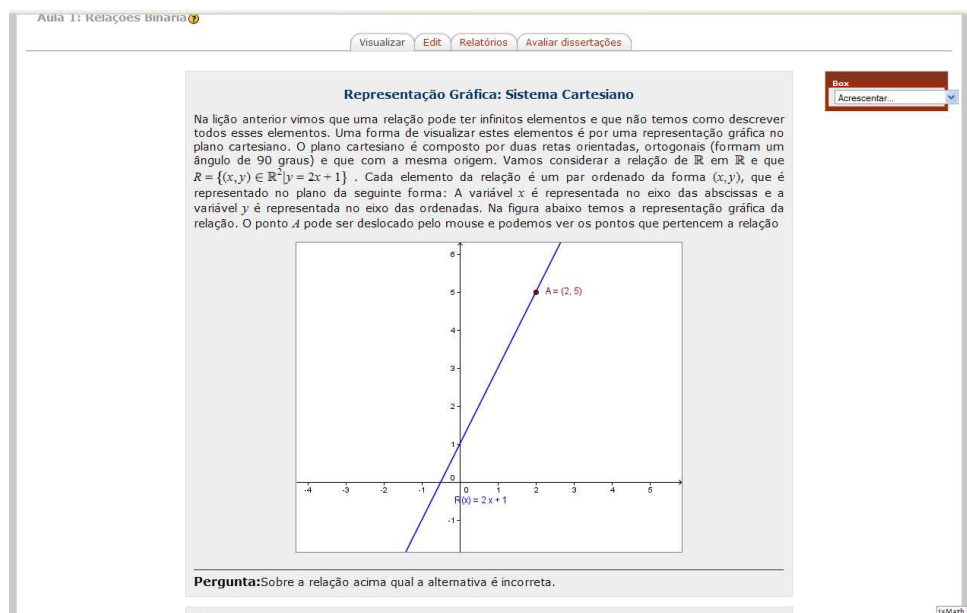 Aula 1: Relações Binária
Visualizar Edit Relatórios Avaliar dissertações
Box
Acrescentar...
Representação Gráfica: Sistema Cartesiano
Na lição anterior vimos que uma relação pode ter infinitos elementos e que não temos como descrever
todos esses elementos. Uma forma de visualizar estes elementos é por uma representação gráfica no
plano cartesiano. O plano cartesiano é composto por duas retas orientadas, ortogonais (formam um
ângulo de 90 graus) e que com a mesma origem. Vamos considerar a relação de ℝ em ℝ e que
R = {(x, y) ∈ ℝ²|y = 2x + 1} . Cada elemento da relação é um par ordenado da forma (x, y), que é
representado no plano da seguinte forma: A variável x é representada no eixo das abscissas e a
variável y é representada no eixo das ordenadas. Na figura abaixo temos a representação gráfica da
relação. O ponto A pode ser deslocado pelo mouse e podemos ver os pontos que pertencem a relação
6
5
A = (2, 5)
4
3
2
1
0
-4 -3 -2 -1 0 1 2 3 4 5
R(x) = 2 x + 1
-1
Pergunta:Sobre a relação acima qual a alternativa é incorreta.
jsMath